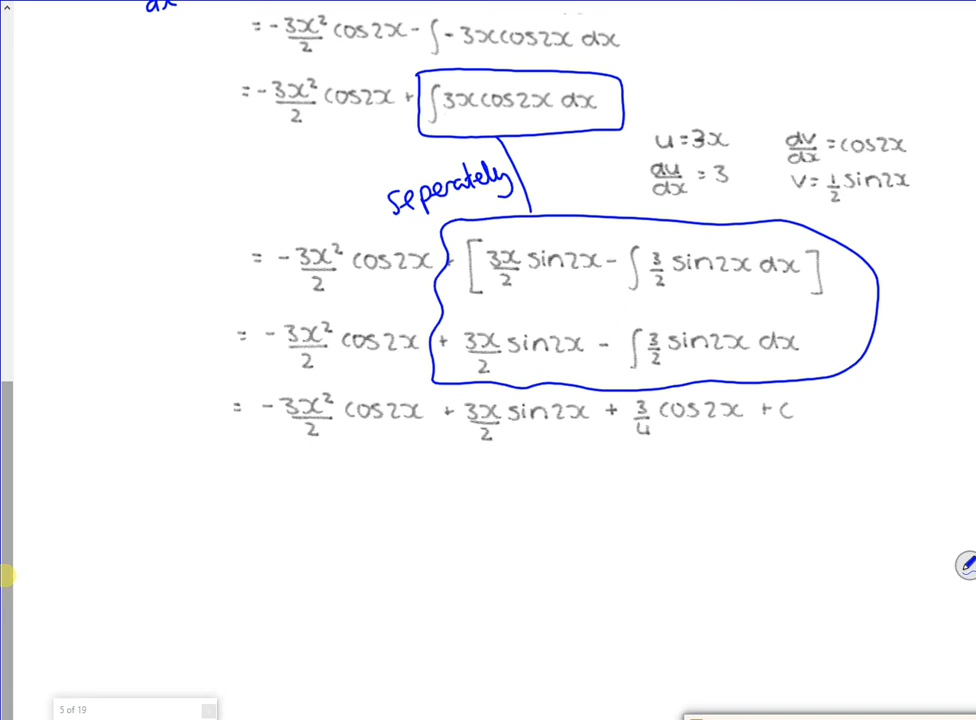 dx
= -3x²/2 cos2x - ∫ -3xcos2x dx
= -3x²/2 cos2x + ∫ 3xcos2x dx
u = 3x dv/dx = cos2x
du/dx = 3 v = 1/2 sin2x
seperately
= -3x²/2 cos2x + [ 3x/2 sin2x - ∫ 3/2 sin2x dx ]
= -3x²/2 cos2x + 3x/2 sin2x - ∫ 3/2 sin2x dx
= -3x²/2 cos2x + 3x/2 sin2x + 3/4 cos2x + c
5 of 19